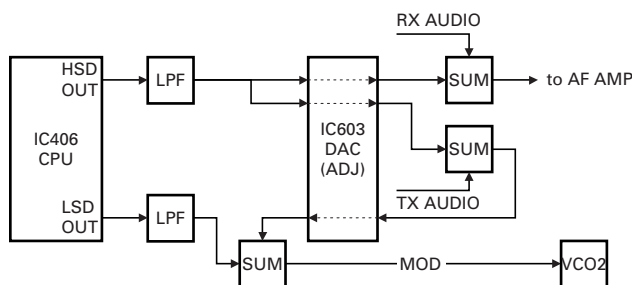 RX AUDIO
HSD
OUT
LPF
SUM
to AF AMP
IC406
CPU
IC603
DAC
(ADJ)
SUM
TX AUDIO
LSD
OUT
LPF
SUM
MOD
VCO2